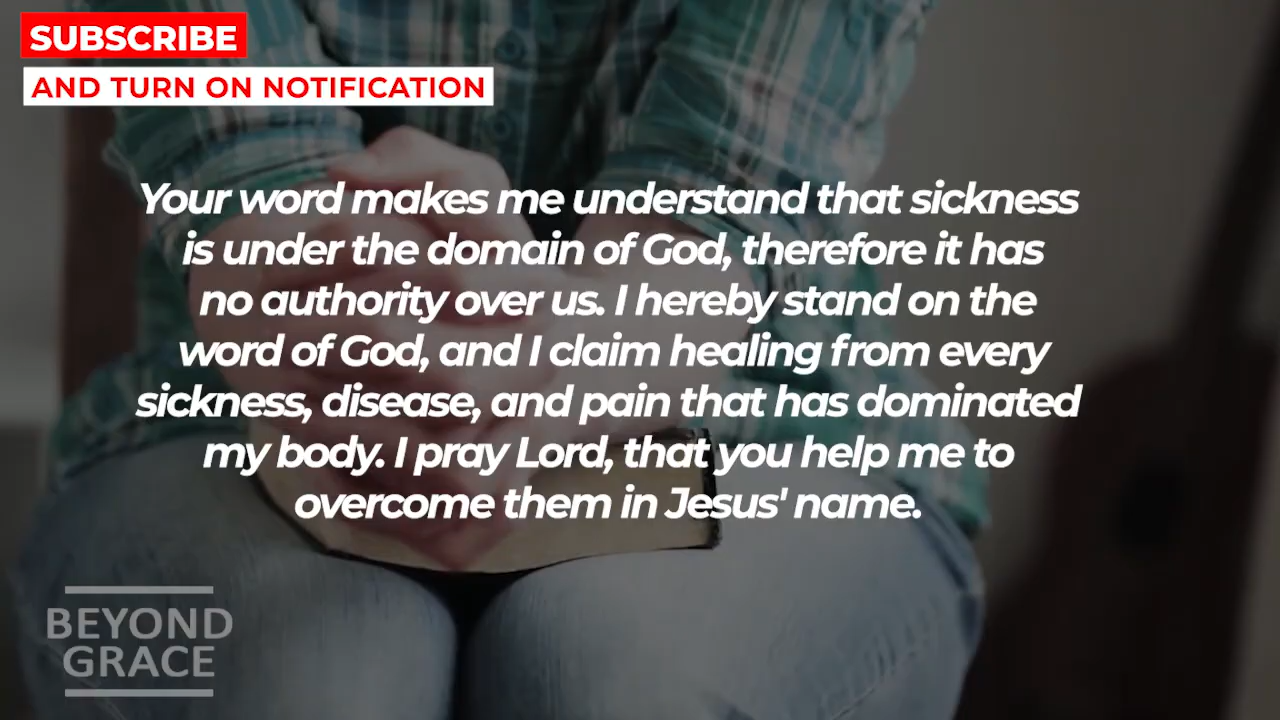 SUBSCRIBE
AND TURN ON NOTIFICATION
Your word makes me understand that sickness
is under the domain of God, therefore it has
no authority over us. I hereby stand on the
word of God, and I claim healing from every
sickness, disease, and pain that has dominated
my body. I pray Lord, that you help me to
overcome them in Jesus' name.
BEYOND
GRACE